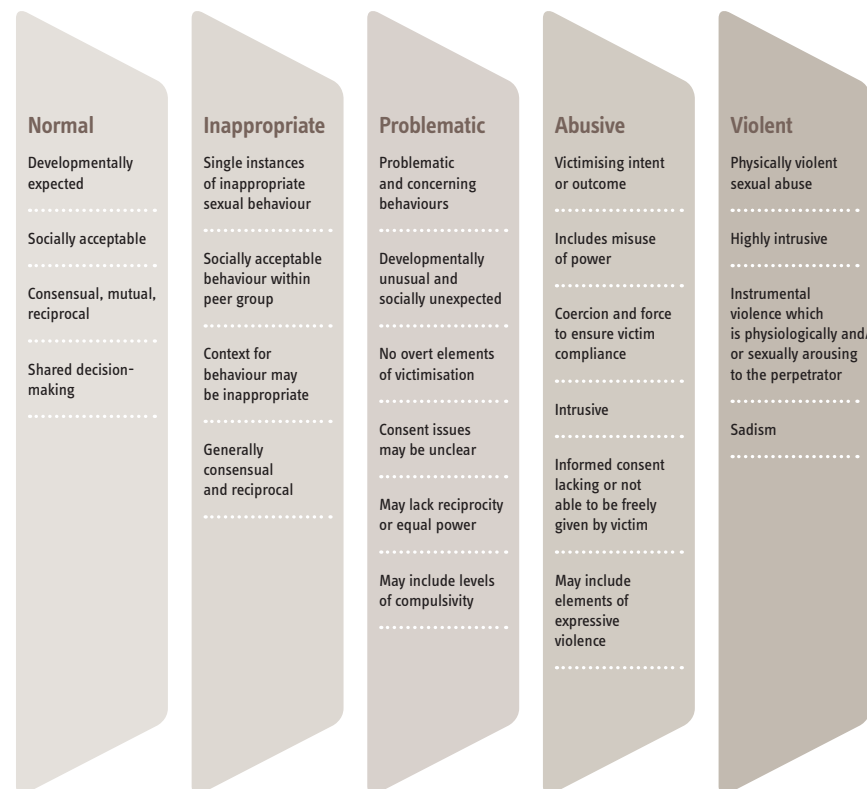 Normal
Developmentally
expected
Socially acceptable
Consensual, mutual,
reciprocal
Shared decision-
making
Inappropriate
Single instances
of inappropriate
sexual behaviour
Socially acceptable
behaviour within
peer group
Context for
behaviour may
be inappropriate
Generally
consensual
and reciprocal
Problematic
Problematic
and concerning
behaviours
Developmentally
unusual and
socially unexpected
No overt elements
of victimisation
Consent issues
may be unclear
May lack reciprocity
or equal power
May include levels
of compulsivity
Abusive
Victimising intent
or outcome
Includes misuse
of power
Coercion and force
to ensure victim
compliance
Intrusive
Informed consent
lacking or not
able to be freely
given by victim
May include
elements of
expressive
violence
Violent
Physically violent
sexual abuse
Highly intrusive
Instrumental
violence which
is physiologically and/
or sexually arousing
to the perpetrator
Sadism